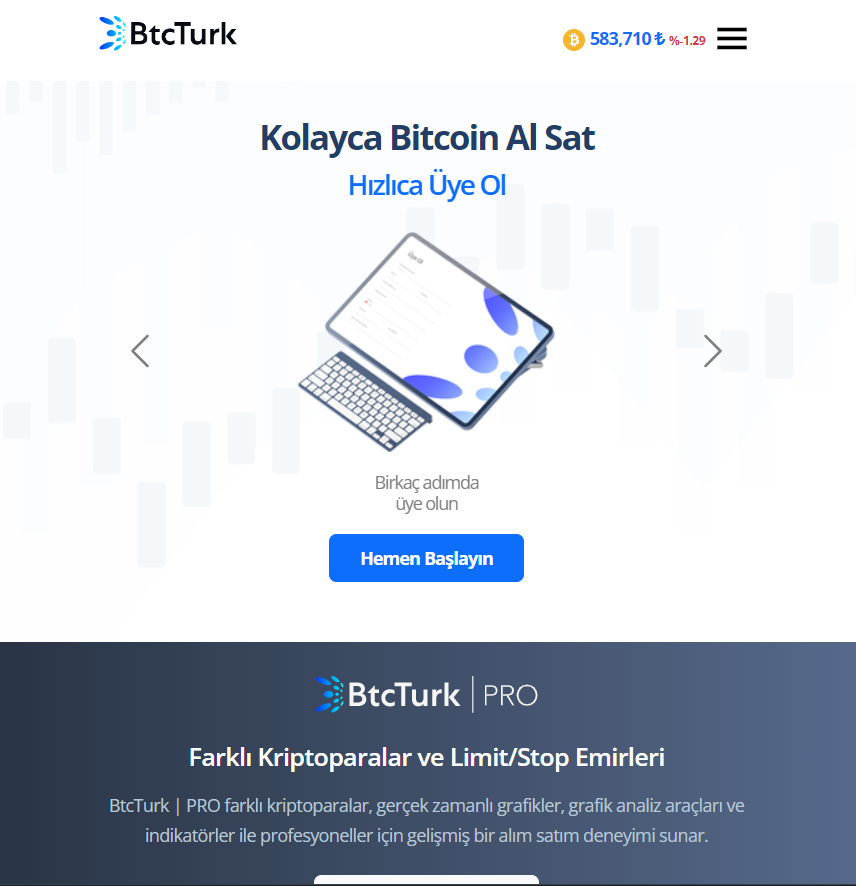 BtcTurk
583,710 ₺ %-1.29
Kolayca Bitcoin Al Sat
Hızlıca Üye Ol
Üye Ol
Birkaç adımda
üye olun
Hemen Başlayın
BtcTurk | PRO
Farklı Kriptoparalar ve Limit/Stop Emirleri
BtcTurk | PRO farklı kriptoparalar, gerçek zamanlı grafikler, grafik analiz araçları ve
indikatörler ile profesyoneller için gelişmiş bir alım satım deneyimi sunar.